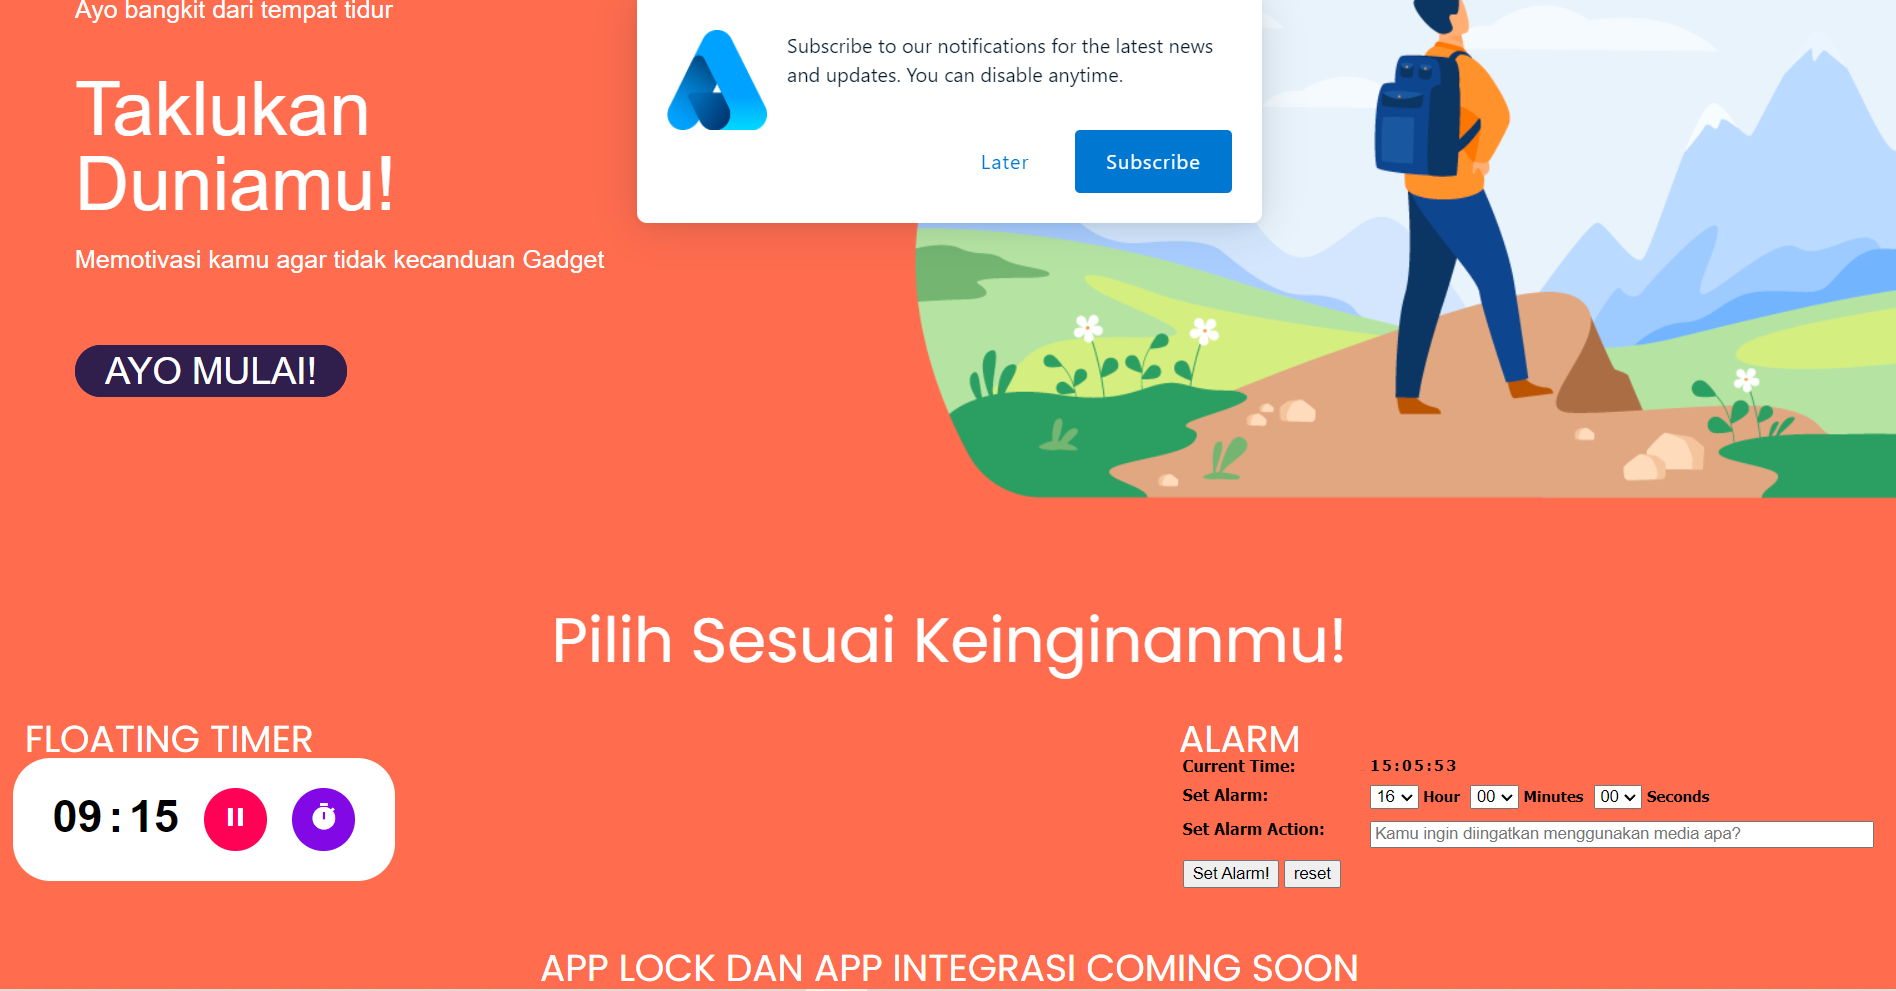 Ayo bangkit dari tempat tidur
Taklukan
Duniamu!
Memotivasi kamu agar tidak kecanduan Gadget
AYO MULAI!
Subscribe to our notifications for the latest news
and updates. You can disable anytime.
Later
Subscribe
Pilih Sesuai Keinginanmu!
FLOATING TIMER
09:15
ALARM
Current Time: 15:05:53
Set Alarm: 16 Hour 00 Minutes 00 Seconds
Set Alarm Action: Kamu ingin diingatkan menggunakan media apa?
Set Alarm! reset
APP LOCK DAN APP INTEGRASI COMING SOON